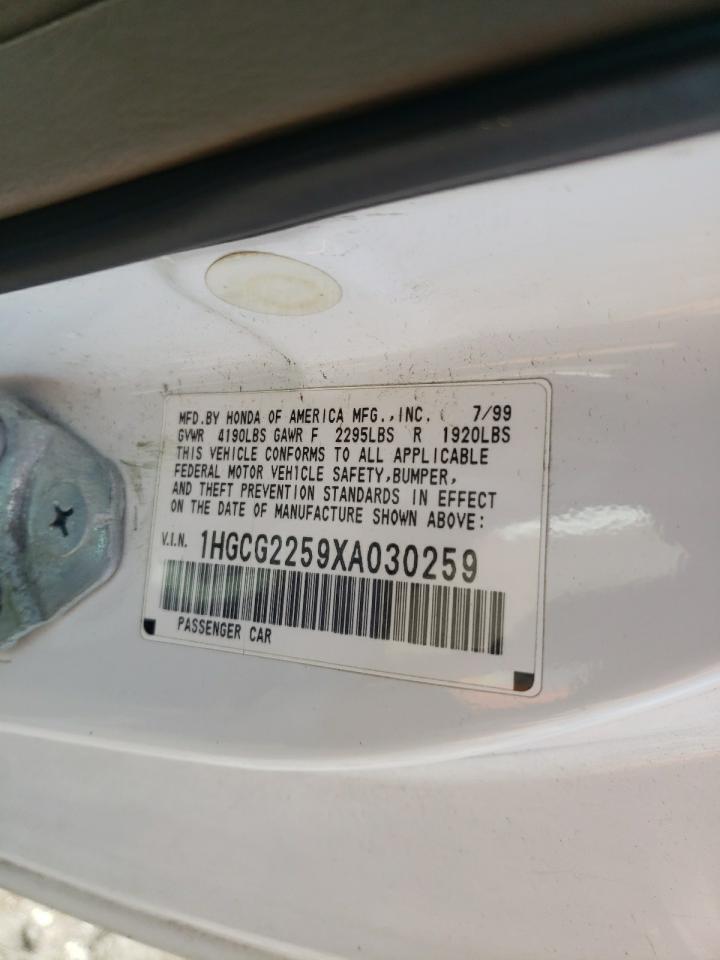 MFD.BY HONDA OF AMERICA MFG.,INC. 7/99
GVWR 4190LBS GAWR F 2295LBS R 1920LBS
THIS VEHICLE CONFORMS TO ALL APPLICABLE
FEDERAL MOTOR VEHICLE SAFETY,BUMPER,
AND THEFT PREVENTION STANDARDS IN EFFECT
ON THE DATE OF MANUFACTURE SHOWN ABOVE:
V.I.N. 1HGCG2259XA030259
PASSENGER CAR